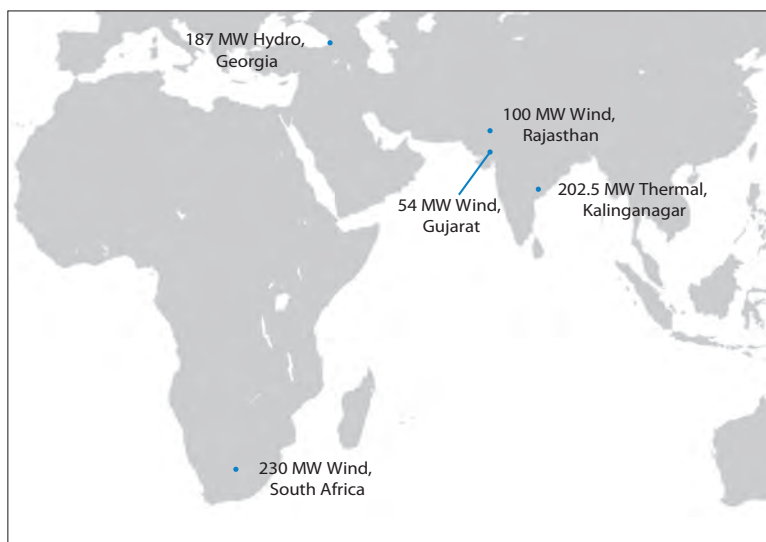 187 MW Hydro,
Georgia
100 MW Wind,
Rajasthan
54 MW Wind,
Gujarat
202.5 MW Thermal,
Kalinganagar
230 MW Wind,
South Africa